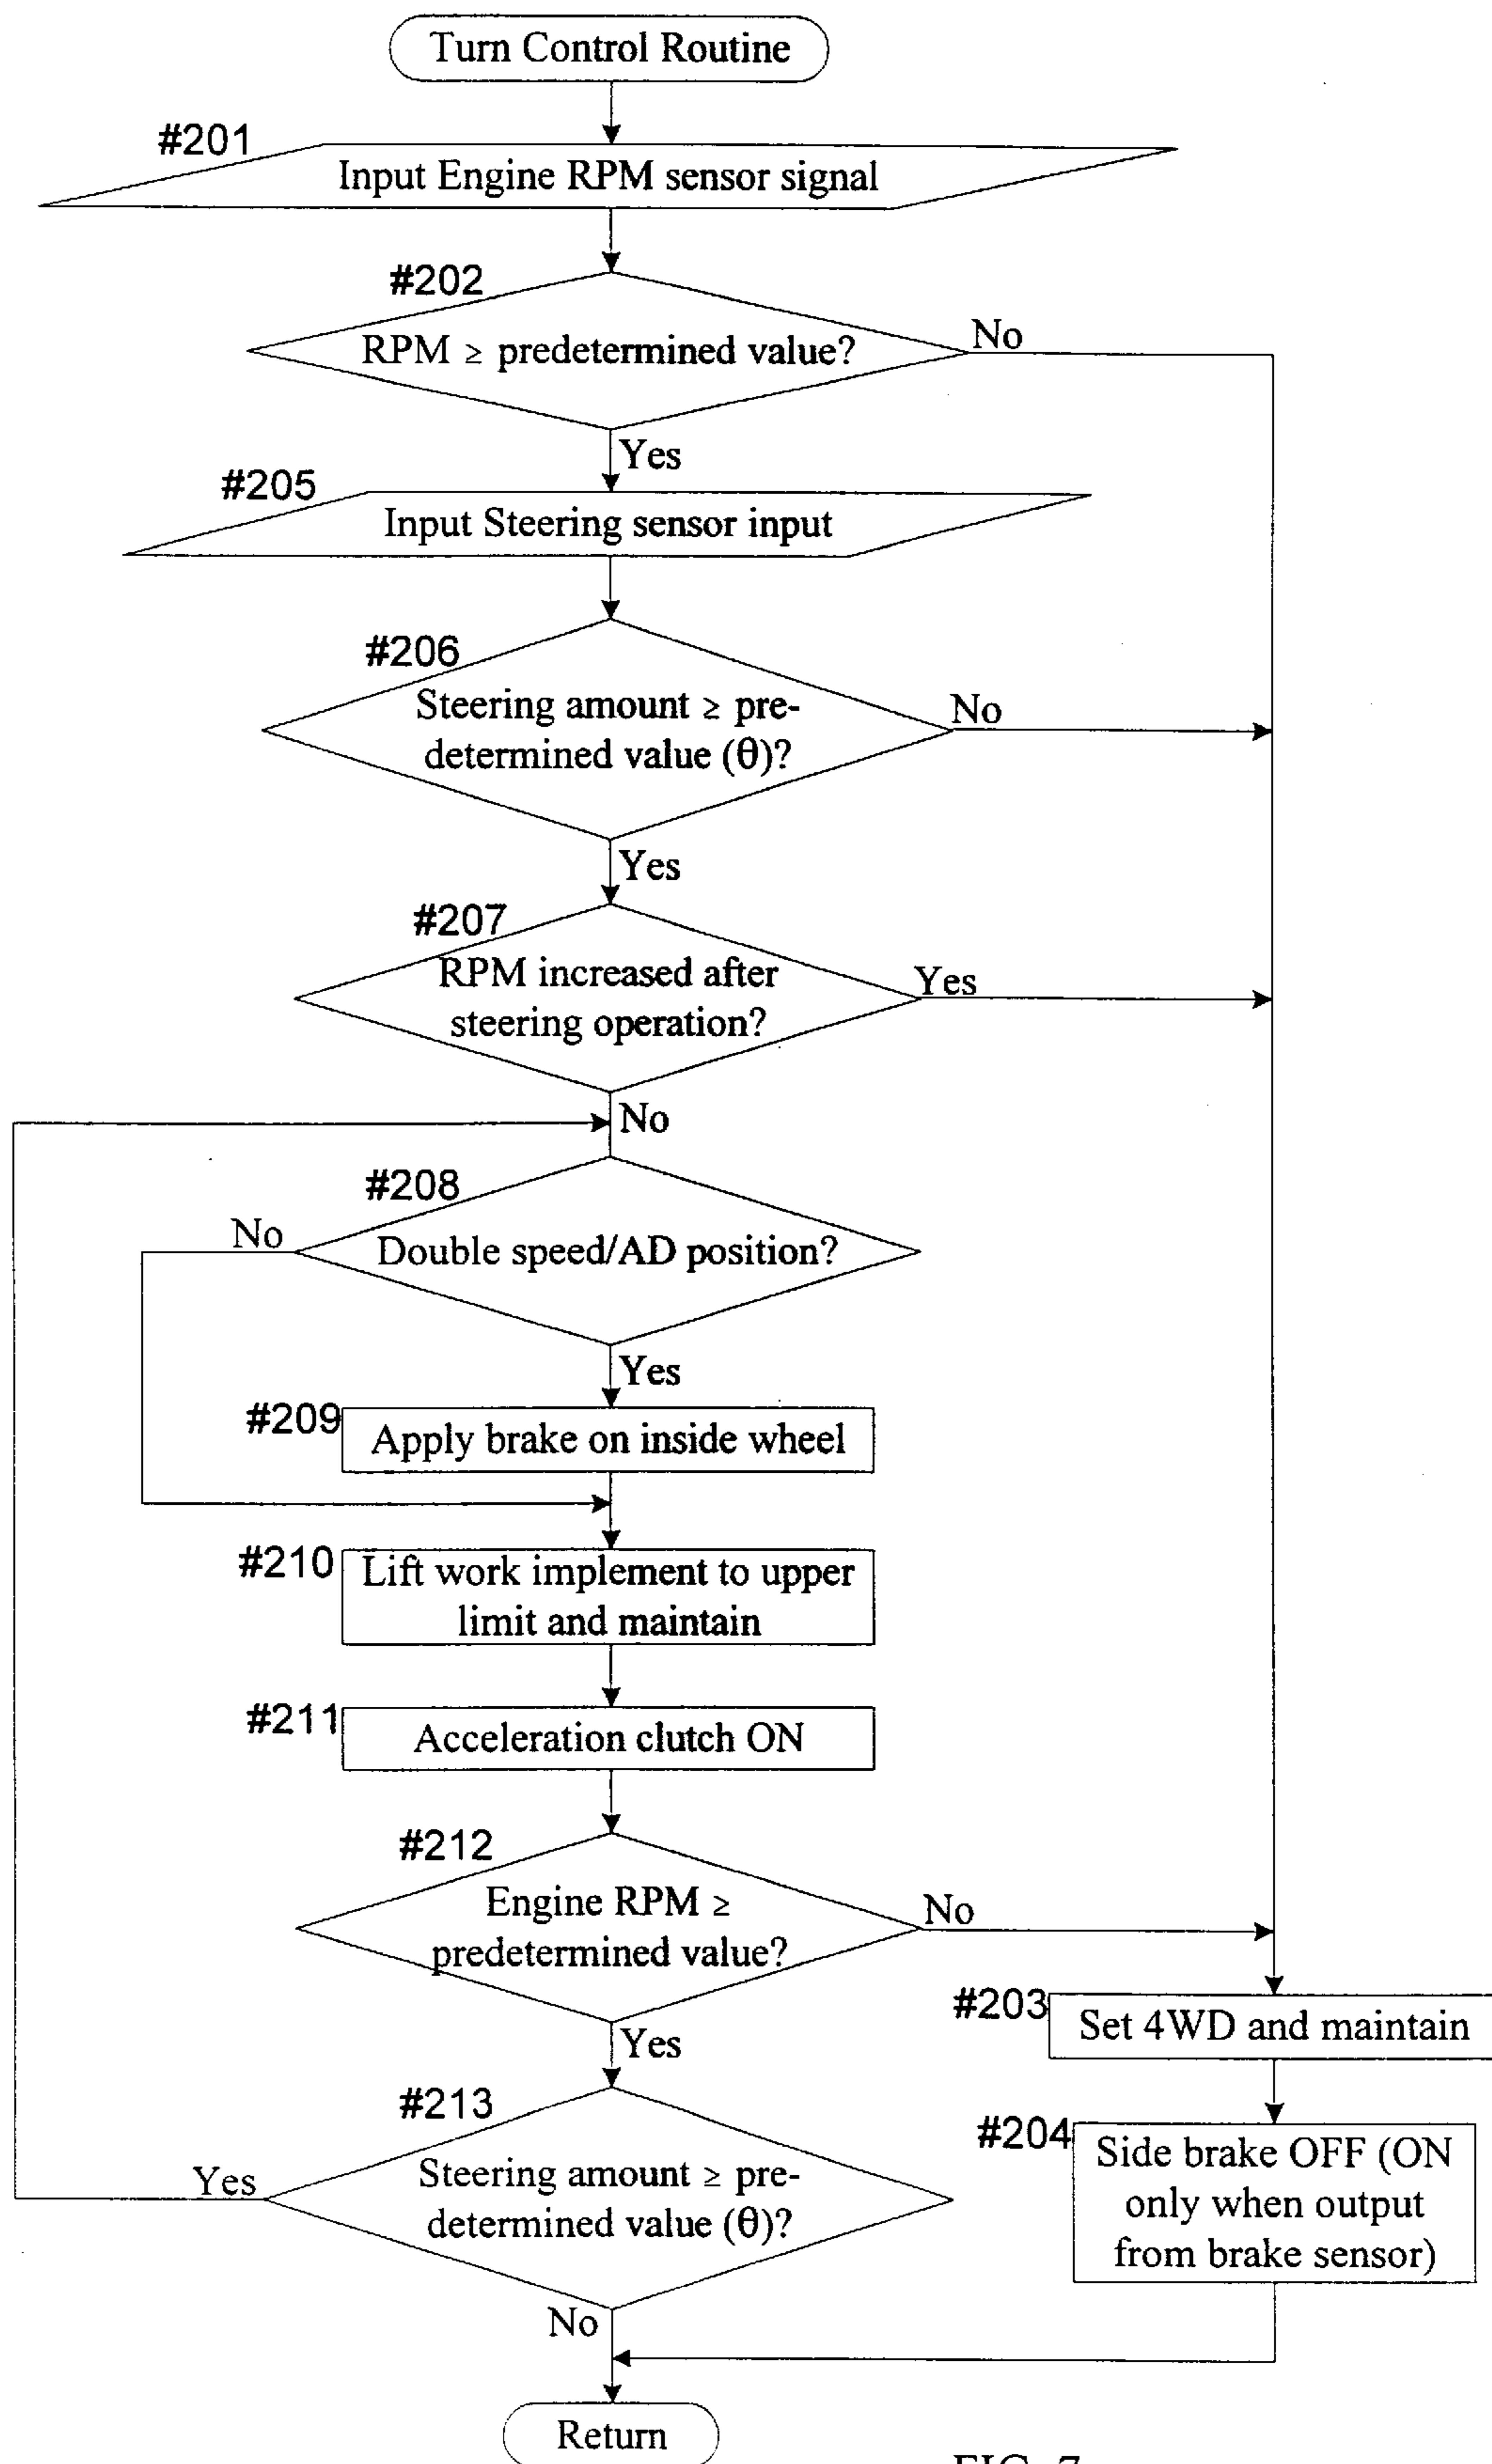 Turn Control Routine
#201
Input Engine RPM sensor signal
#202
RPM ≥ predetermined value?
No
Yes
#205
Input Steering sensor input
#206
Steering amount ≥ pre-
determined value (θ)?
No
Yes
#207
RPM increased after
steering operation?
Yes
No
#208
No
Double speed/AD position?
Yes
#209
Apply brake on inside wheel
#210
Lift work implement to upper
limit and maintain
#211
Acceleration clutch ON
#212
Engine RPM ≥
predetermined value?
No
Yes
#203
Set 4WD and maintain
#213
Steering amount ≥ pre-
determined value (θ)?
Yes
No
#204
Side brake OFF (ON
only when output
from brake sensor)
Return